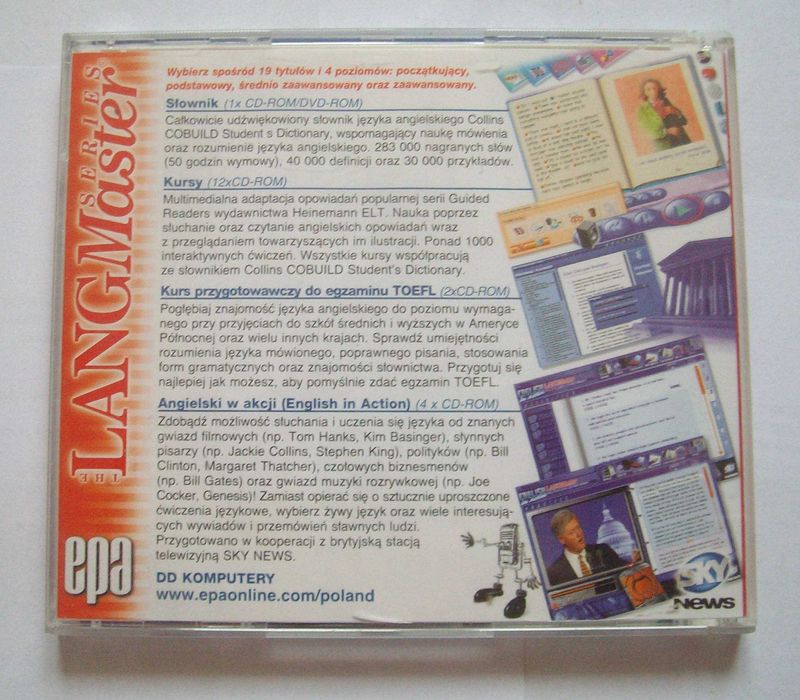 THE LANGMaster SERIES
Wybierz spośród 19 tytułów i 4 poziomów: początkujący,
podstawowy, średnio zaawansowany oraz zaawansowany.
Słownik (1x CD-ROM/DVD-ROM)
Całkowicie udźwiękowiony słownik języka angielskiego Collins
COBUILD Student s Dictionary, wspomagający naukę mówienia
oraz rozumienie języka angielskiego. 283 000 nagranych słów
(50 godzin wymowy), 40 000 definicji oraz 30 000 przykładów.
Kursy (12xCD-ROM)
Multimedialna adaptacja opowiadań popularnej serii Guided
Readers wydawnictwa Heinemann ELT. Nauka poprzez
słuchanie oraz czytanie angielskich opowiadań wraz
z przeglądaniem towarzyszących im ilustracji. Ponad 1000
interaktywnych ćwiczeń. Wszystkie kursy współpracują
ze słownikiem Collins COBUILD Student's Dictionary.
Kurs przygotowawczy do egzaminu TOEFL (2xCD-ROM)
Pogłębiaj znajomość języka angielskiego do poziomu wymaga-
nego przy przyjęciach do szkół średnich i wyższych w Ameryce
Północnej oraz wielu innych krajach. Sprawdź umiejętności
rozumienia języka mówionego, poprawnego pisania, stosowania
form gramatycznych oraz znajomości słownictwa. Przygotuj się
najlepiej jak możesz, aby pomyślnie zdać egzamin TOEFL.
Angielski w akcji (English in Action) (4 x CD-ROM)
Zdobądź możliwość słuchania i uczenia się języka od znanych
gwiazd filmowych (np. Tom Hanks, Kim Basinger), słynnych
pisarzy (np. Jackie Collins, Stephen King), polityków (np. Bill
Clinton, Margaret Thatcher), czołowych biznesmenów
(np. Bill Gates) oraz gwiazd muzyki rozrywkowej (np. Joe
Cocker, Genesis)! Zamiast opierać się o sztucznie uproszczone
ćwiczenia językowe, wybierz żywy język oraz wiele interesują-
cych wywiadów i przemówień sławnych ludzi.
Przygotowano w kooperacji z brytyjską stacją
telewizyjną SKY NEWS.
DD KOMPUTERY
www.epaonline.com/poland
epa
SKY
NEWS